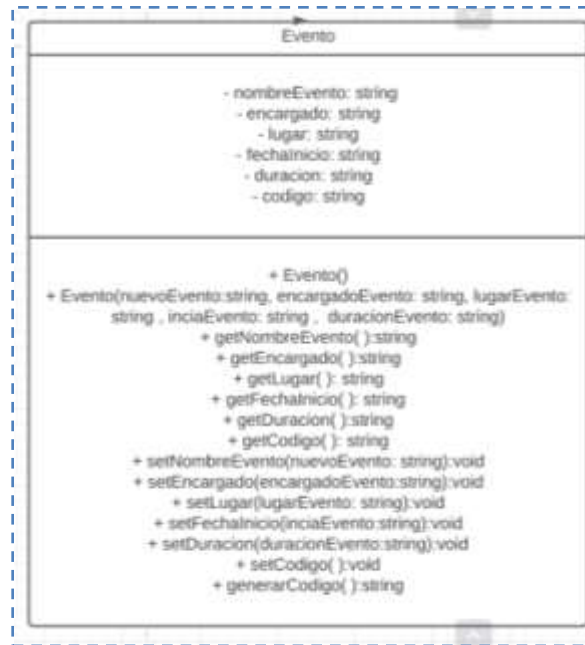 Evento
- nombreEvento: string
- encargado: string
- lugar: string
- fechaInicio: string
- duracion: string
- codigo: string
+ Evento()
+ Evento(nuevoEvento:string, encargadoEvento: string, lugarEvento:
string , inciaEvento: string , duracionEvento: string)
+ getNombreEvento( ):string
+ getEncargado( ):string
+ getLugar( ): string
+ getFechaInicio( ): string
+ getDuracion( ):string
+ getCodigo( ): string
+ setNombreEvento(nuevoEvento: string):void
+ setEncargado(encargadoEvento:string):void
+ setLugar(lugarEvento: string):void
+ setFechaInicio(inciaEvento:string):void
+ setDuracion(duracionEvento:string):void
+ setCodigo( ):void
+ generarCodigo( ):string